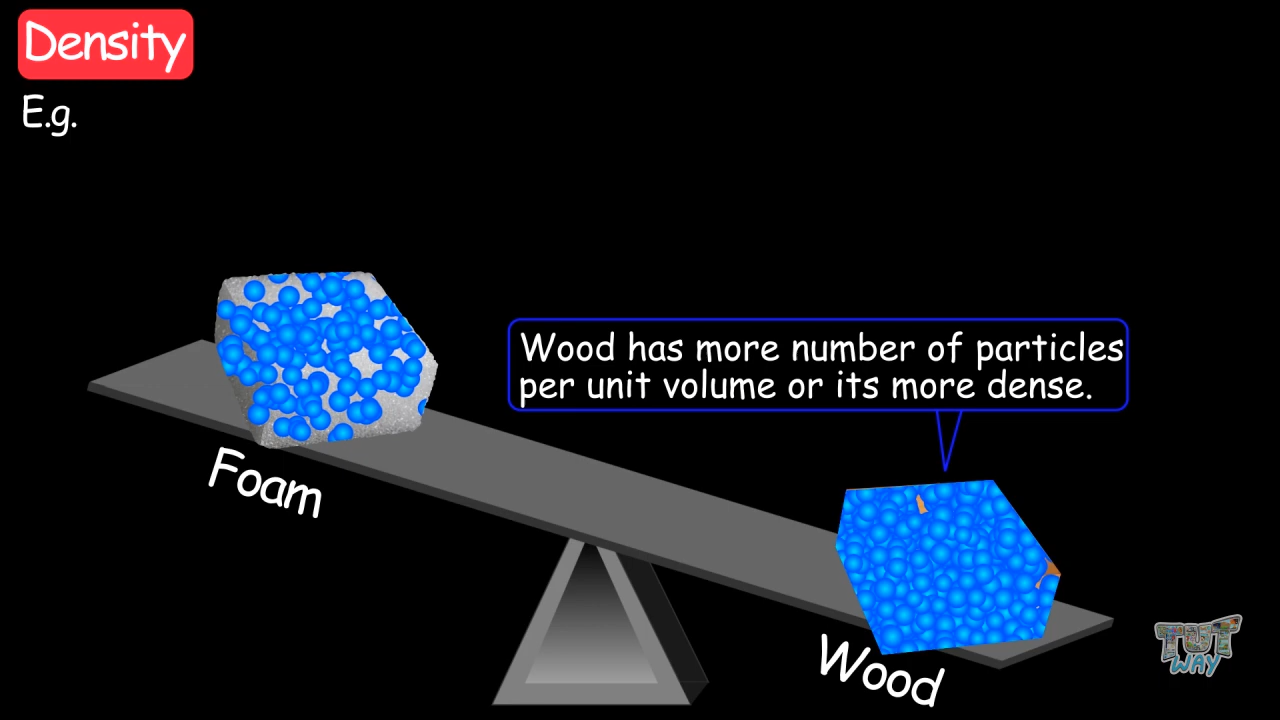 Density
E.g.
Wood has more number of particles
per unit volume or its more dense.
Foam
Wood
TUT
WAY